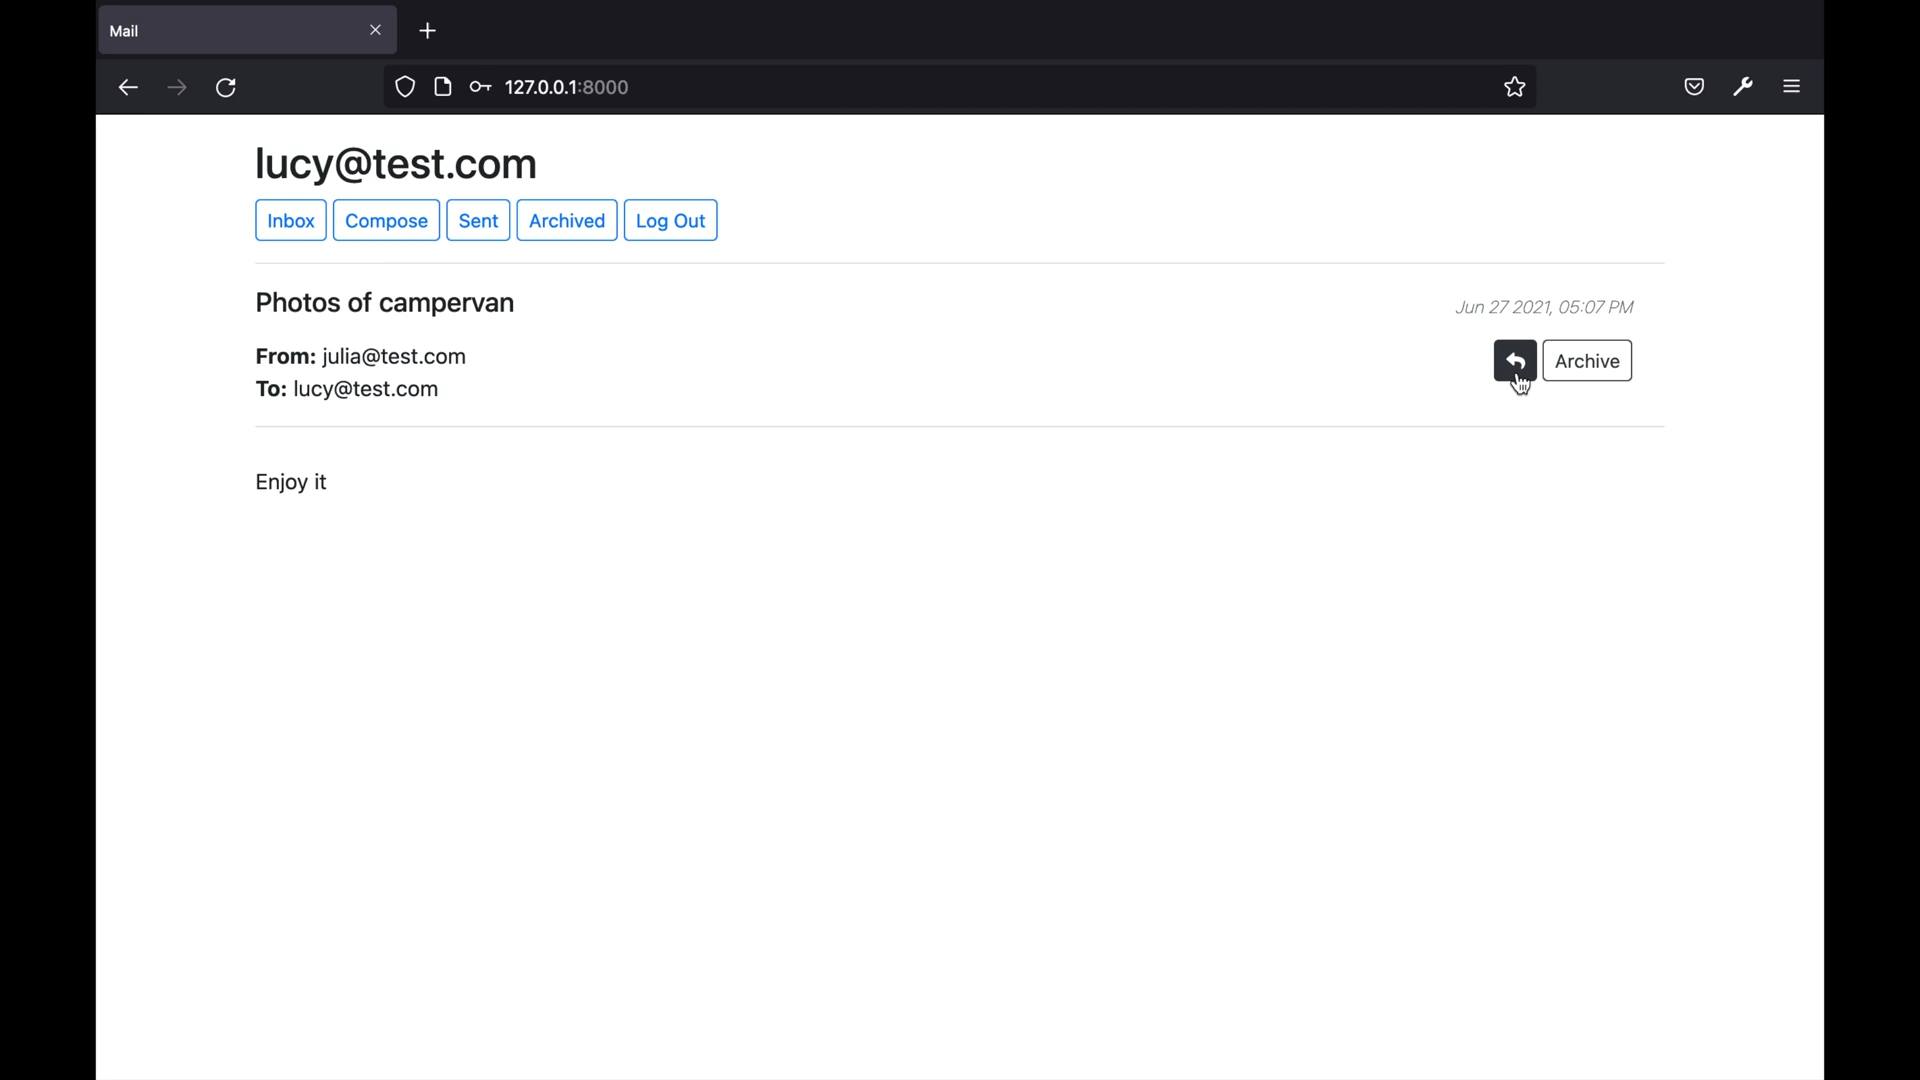 Mail
127.0.0.1:8000
lucy@test.com
Inbox Compose Sent Archived Log Out
Photos of campervan
Jun 27 2021, 05:07 PM
From: julia@test.com
Archive
To: lucy@test.com
Enjoy it